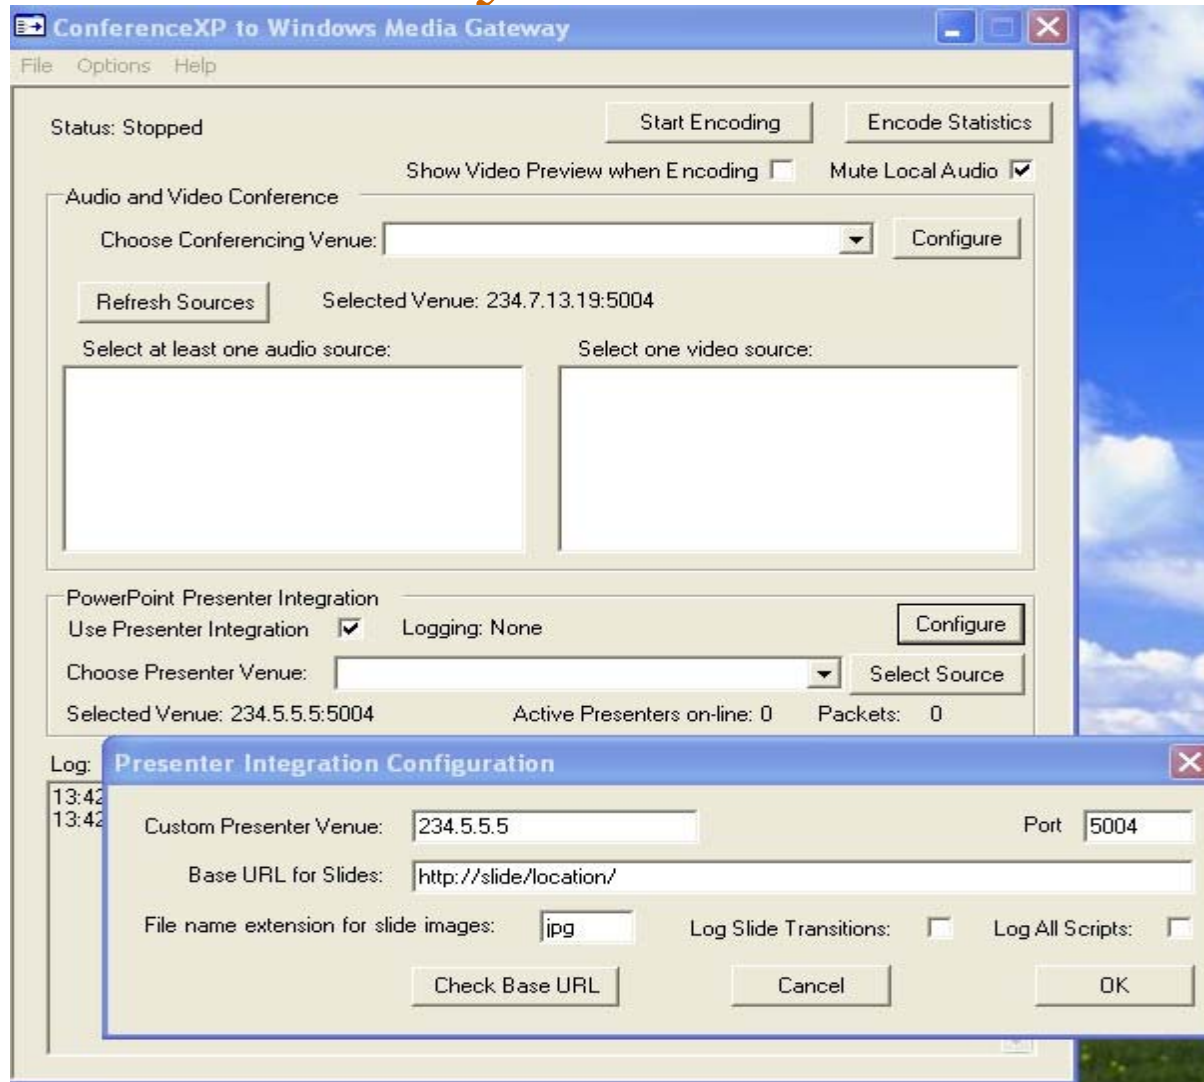 ConferenceXP to Windows Media Gateway
File Options Help
Status: Stopped Start Encoding Encode Statistics
Show Video Preview when Encoding Mute Local Audio
Audio and Video Conference
Choose Conferencing Venue: Configure
Refresh Sources Selected Venue: 234.7.13.19:5004
Select at least one audio source: Select one video source:
PowerPoint Presenter Integration
Use Presenter Integration Logging: None Configure
Choose Presenter Venue: Select Source
Selected Venue: 234.5.5.5:5004 Active Presenters on-line: 0 Packets: 0
Log: Presenter Integration Configuration
13:42
13:42 Custom Presenter Venue: 234.5.5.5 Port 5004
Base URL for Slides: http://slide/location/
File name extension for slide images: jpg Log Slide Transitions: Log All Scripts:
Check Base URL Cancel OK